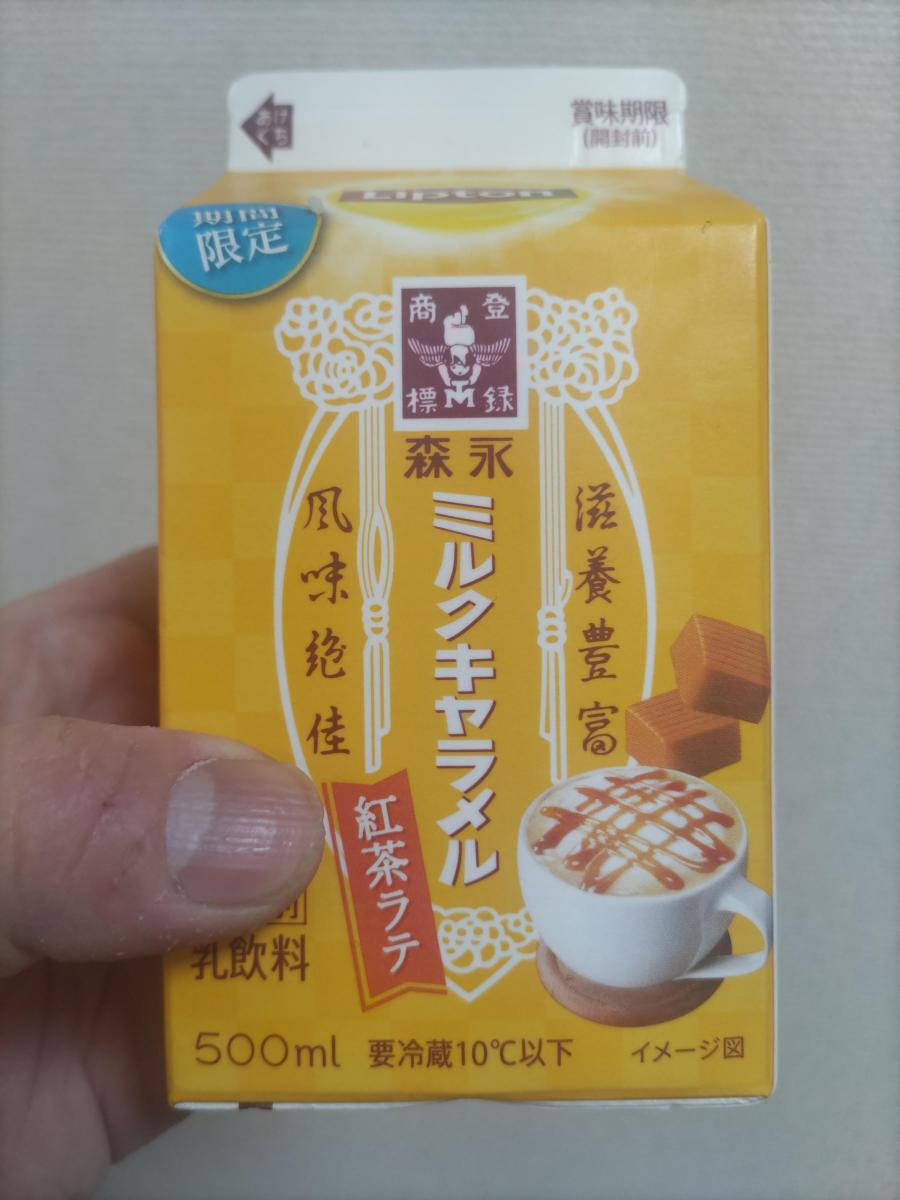 あけくち
賞味期限
(開封前)
Lipton
期間
限定
登録
商標
TM
森永
ミルクキャラメル
滋養豊富
風味絶佳
紅茶ラテ
乳飲料
500ml 要冷蔵10℃以下 イメージ図